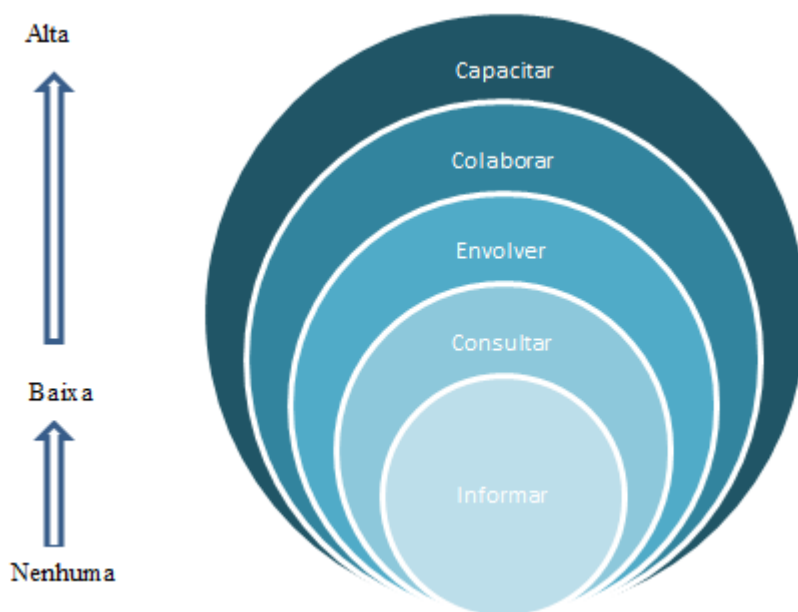 Alta
Capacitar
Colaborar
Envolver
Consultar
Baixa
Informar
Nenhuma